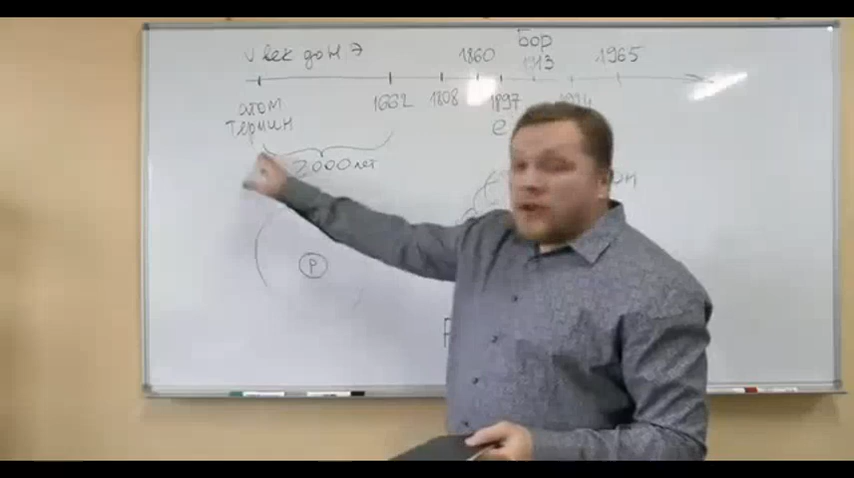 V век до н. Э
1860
Бор
1913
1965
атом
термин
1662
1808
1897
e
2000 лет
P